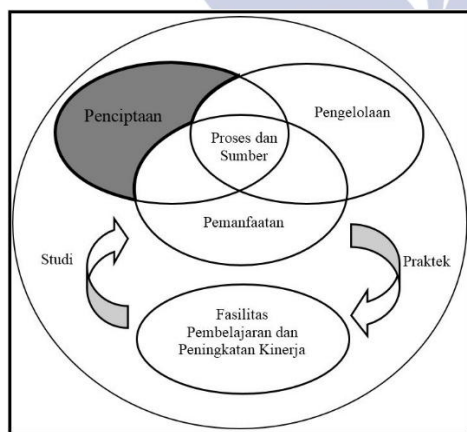 Penciptaan
Pengelolaan
Proses dan
Sumber
Pemanfaatan
Studi
Praktek
Fasilitas
Pembelajaran dan
Peningkatan Kinerja